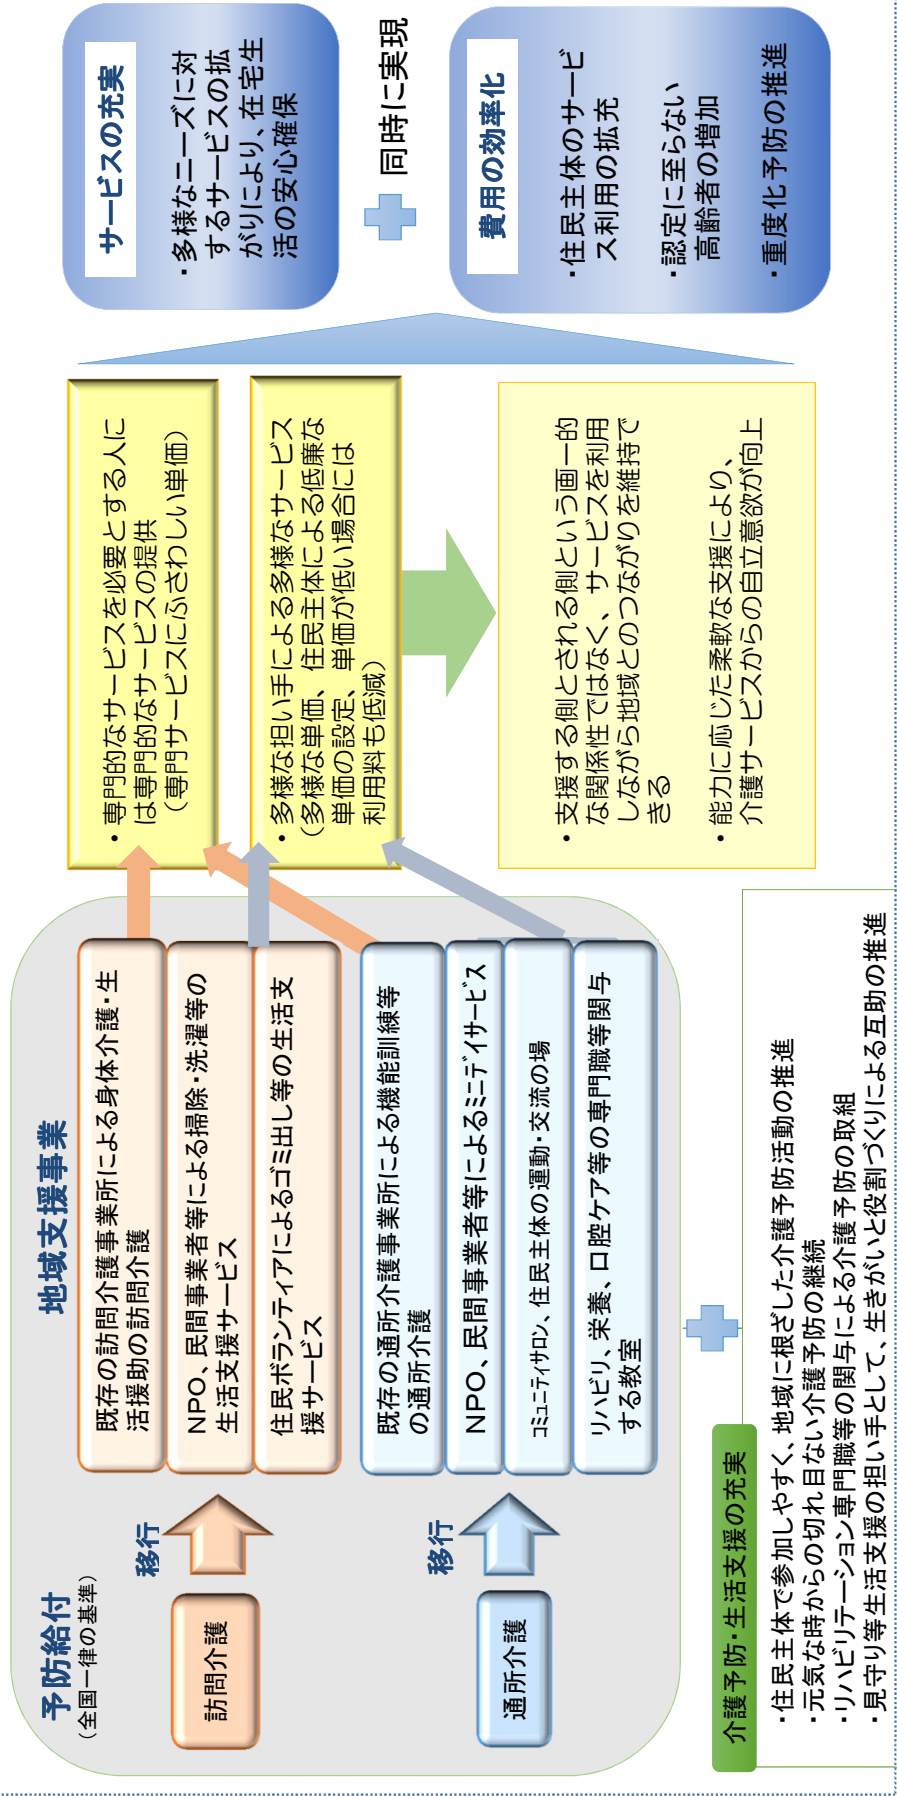 予防給付
（全国一律の基準）
地域支援事業
訪問介護
移行
既存の訪問介護事業所による身体介護・生
活援助の訪問介護
NPO、民間事業者等による掃除・洗濯等の
生活支援サービス
住民ボランティアによるゴミ出し等の生活支
援サービス
通所介護
移行
既存の通所介護事業所による機能訓練等
の通所介護
NPO、民間事業者等によるミニデイサービス
コミュニティサロン、住民主体の運動・交流の場
リハビリ、栄養、口腔ケア等の専門職等関与
する教室
・専門的なサービスを必要とする人に
は専門的なサービスの提供
（専門サービスにふさわしい単価）
・多様な担い手による多様なサービス
（多様な単価、住民主体による低廉な
単価の設定、単価が低い場合には
利用料も低減）
・支援する側とされる側という画一的
な関係性ではなく、サービスを利用
しながら地域とのつながりを維持で
きる
・能力に応じた柔軟な支援により、
介護サービスからの自立意欲が向上
サービスの充実
・多様なニーズに対
するサービスの拡
がりにより、在宅生
活の安心確保
同時に実現
費用の効率化
・住民主体のサービ
ス利用の拡充
・認定に至らない
高齢者の増加
・重度化予防の推進
介護予防・生活支援の充実
・住民主体で参加しやすく、地域に根ざした介護予防活動の推進
・元気な時からの切れ目ない介護予防の継続
・リハビリテーション専門職等の関与による介護予防の取組
・見守り等生活支援の担い手として、生きがいと役割づくりによる互助の推進